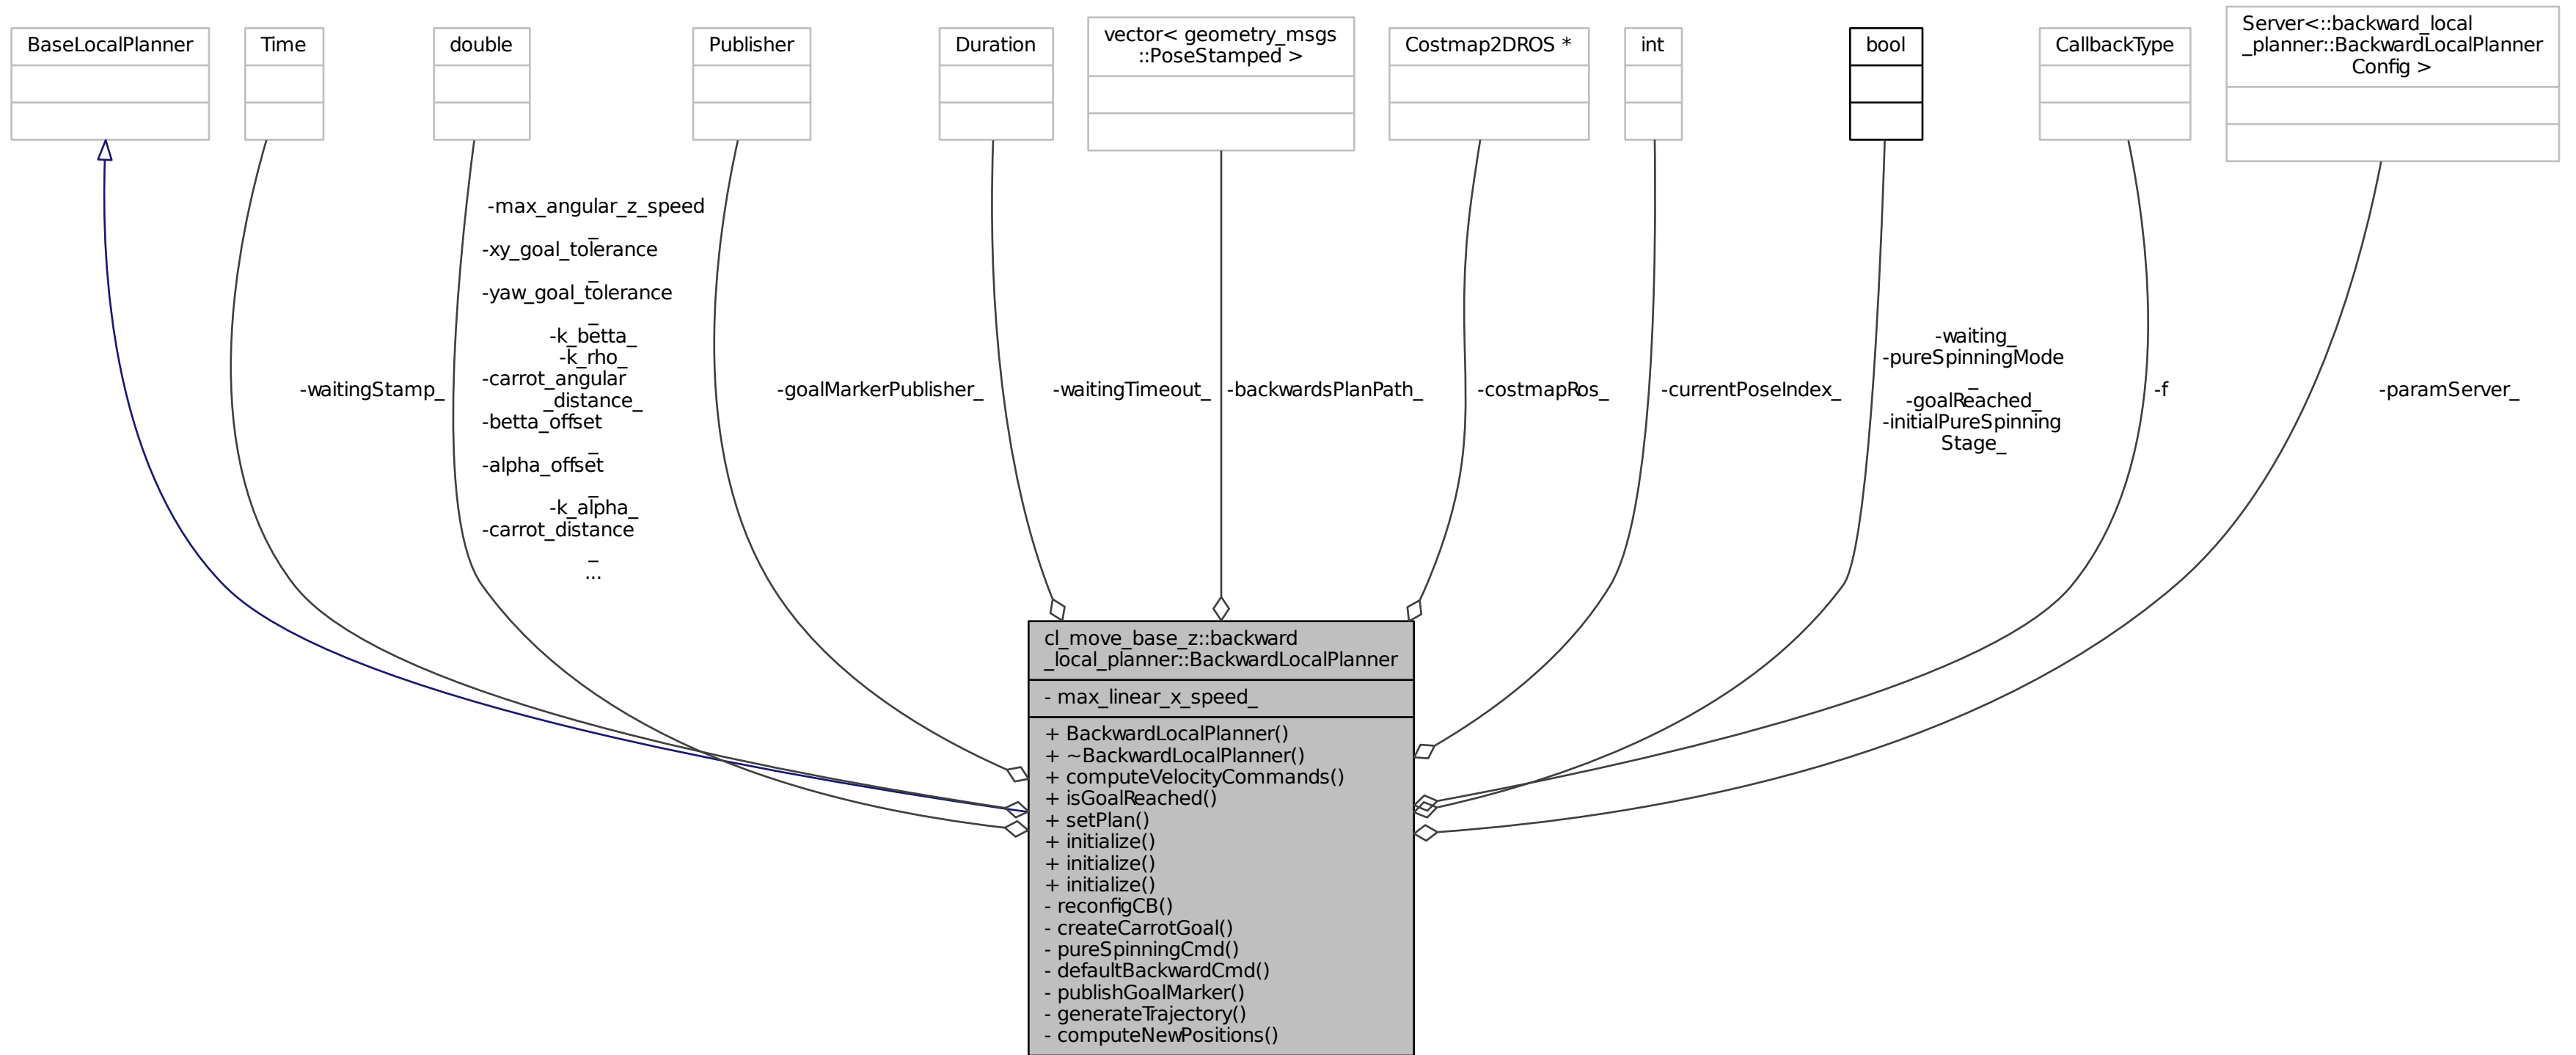 BaseLocalPlanner
Time
double
Publisher
Duration
vector< geometry_msgs
::PoseStamped >
Costmap2DROS *
int
bool
CallbackType
Server<::backward_local
_planner::BackwardLocalPlanner
Config >
-waitingStamp_
-max_angular_z_speed
_
-xy_goal_tolerance
_
-yaw_goal_tolerance
_
-k_betta_
-k_rho_
-carrot_angular
_distance_
-betta_offset
_
-alpha_offset
_
-k_alpha_
-carrot_distance
_
...
-goalMarkerPublisher_
-waitingTimeout_
-backwardsPlanPath_
-costmapRos_
-currentPoseIndex_
-waiting_
-pureSpinningMode
_
-goalReached_
-initialPureSpinning
Stage_
-f
-paramServer_
cl_move_base_z::backward
_local_planner::BackwardLocalPlanner
- max_linear_x_speed_
+ BackwardLocalPlanner()
+ ~BackwardLocalPlanner()
+ computeVelocityCommands()
+ isGoalReached()
+ setPlan()
+ initialize()
+ initialize()
+ initialize()
- reconfigCB()
- createCarrotGoal()
- pureSpinningCmd()
- defaultBackwardCmd()
- publishGoalMarker()
- generateTrajectory()
- computeNewPositions()